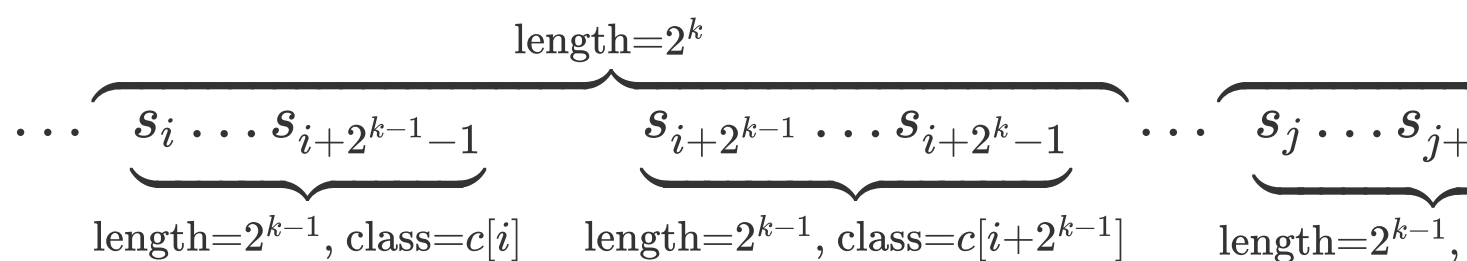 length=2^k
... s_i ... s_{i+2^{k-1}-1} s_{i+2^{k-1}} ... s_{i+2^k-1} ... s_j ... s_{j+
length=2^{k-1}, class=c[i] length=2^{k-1}, class=c[i+2^{k-1}] length=2^{k-1},